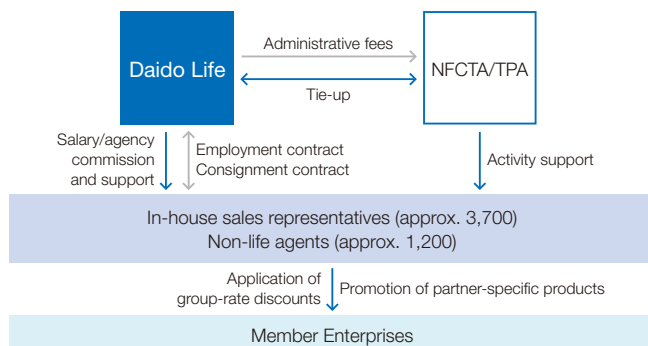 Daido Life
Administrative fees
Tie-up
NFCTA/TPA
Salary/agency
commission
and support
Employment contract
Consignment contract
Activity support
In-house sales representatives (approx. 3,700)
Non-life agents (approx. 1,200)
Application of
group-rate discounts
Promotion of partner-specific products
Member Enterprises